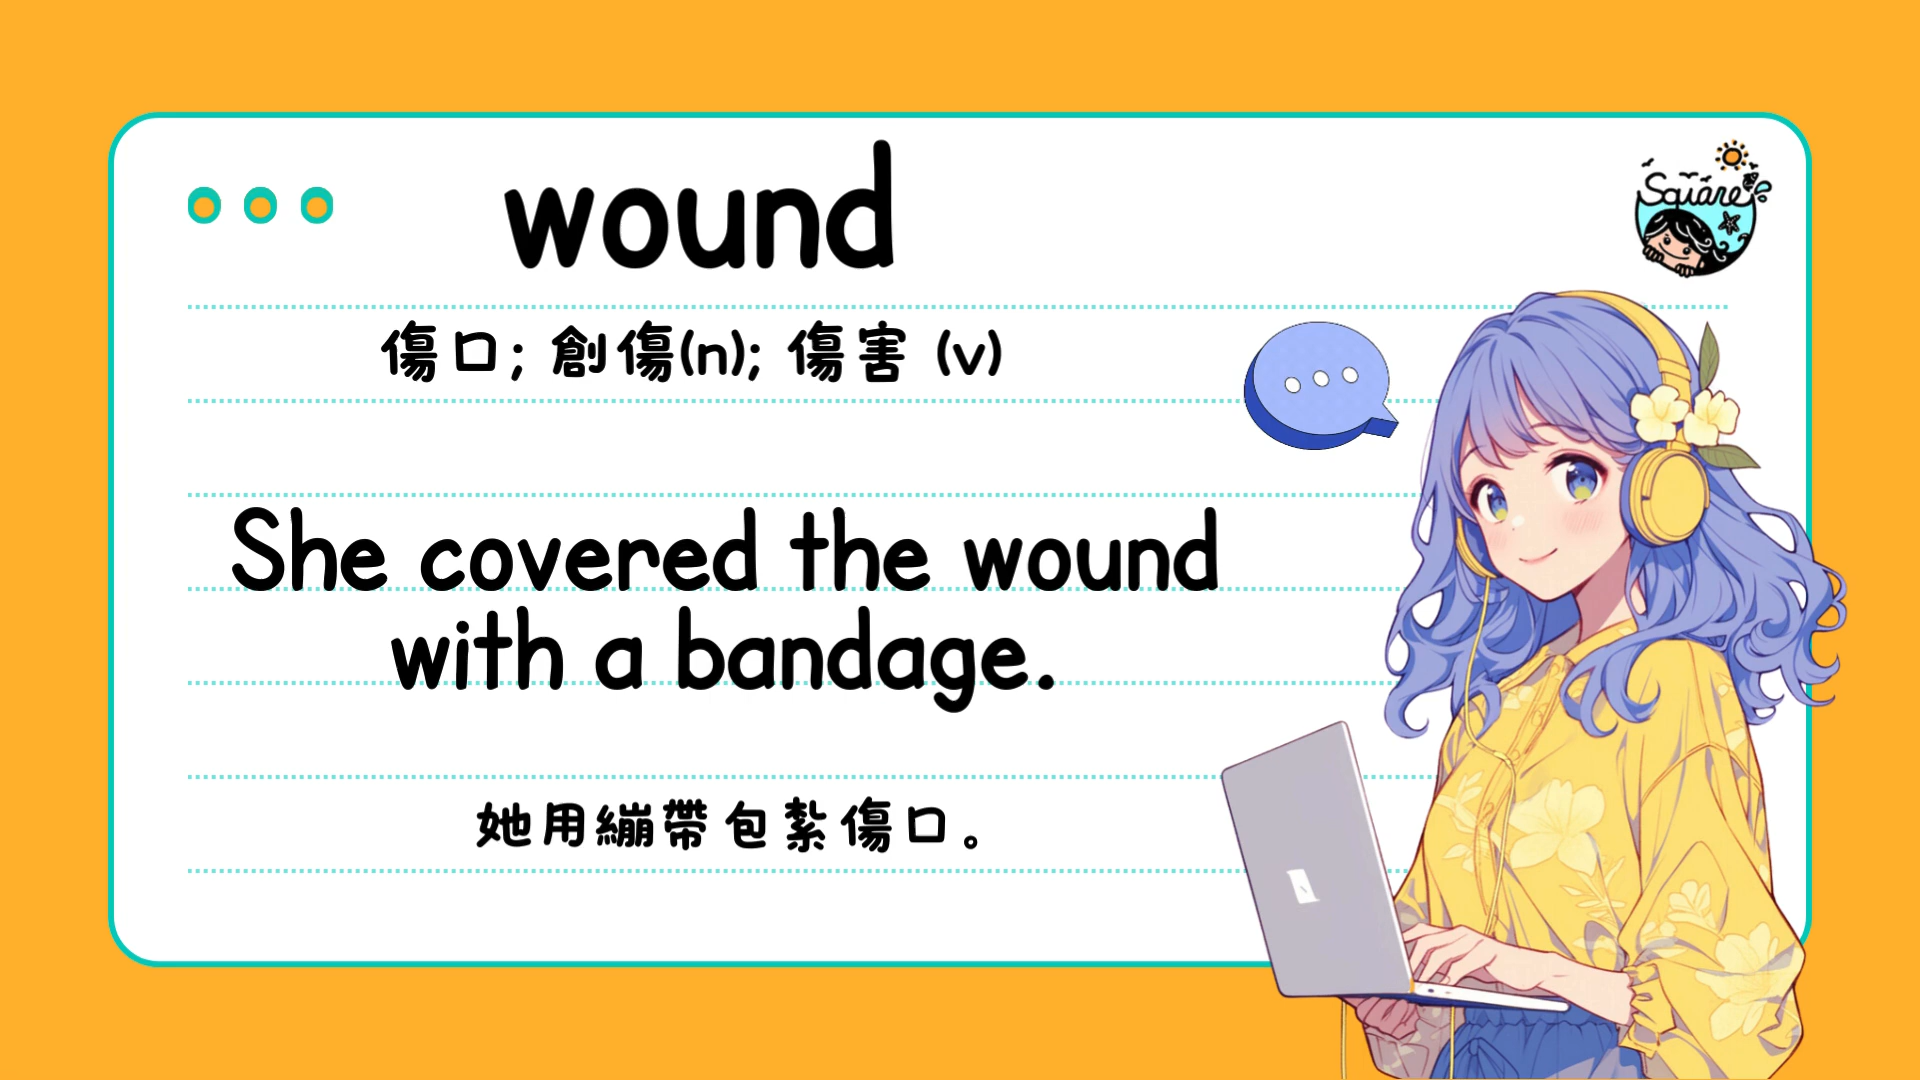 wound
Square
傷口; 創傷(n); 傷害 (v)
She covered the wound
with a bandage.
她用繃帶包紮傷口。